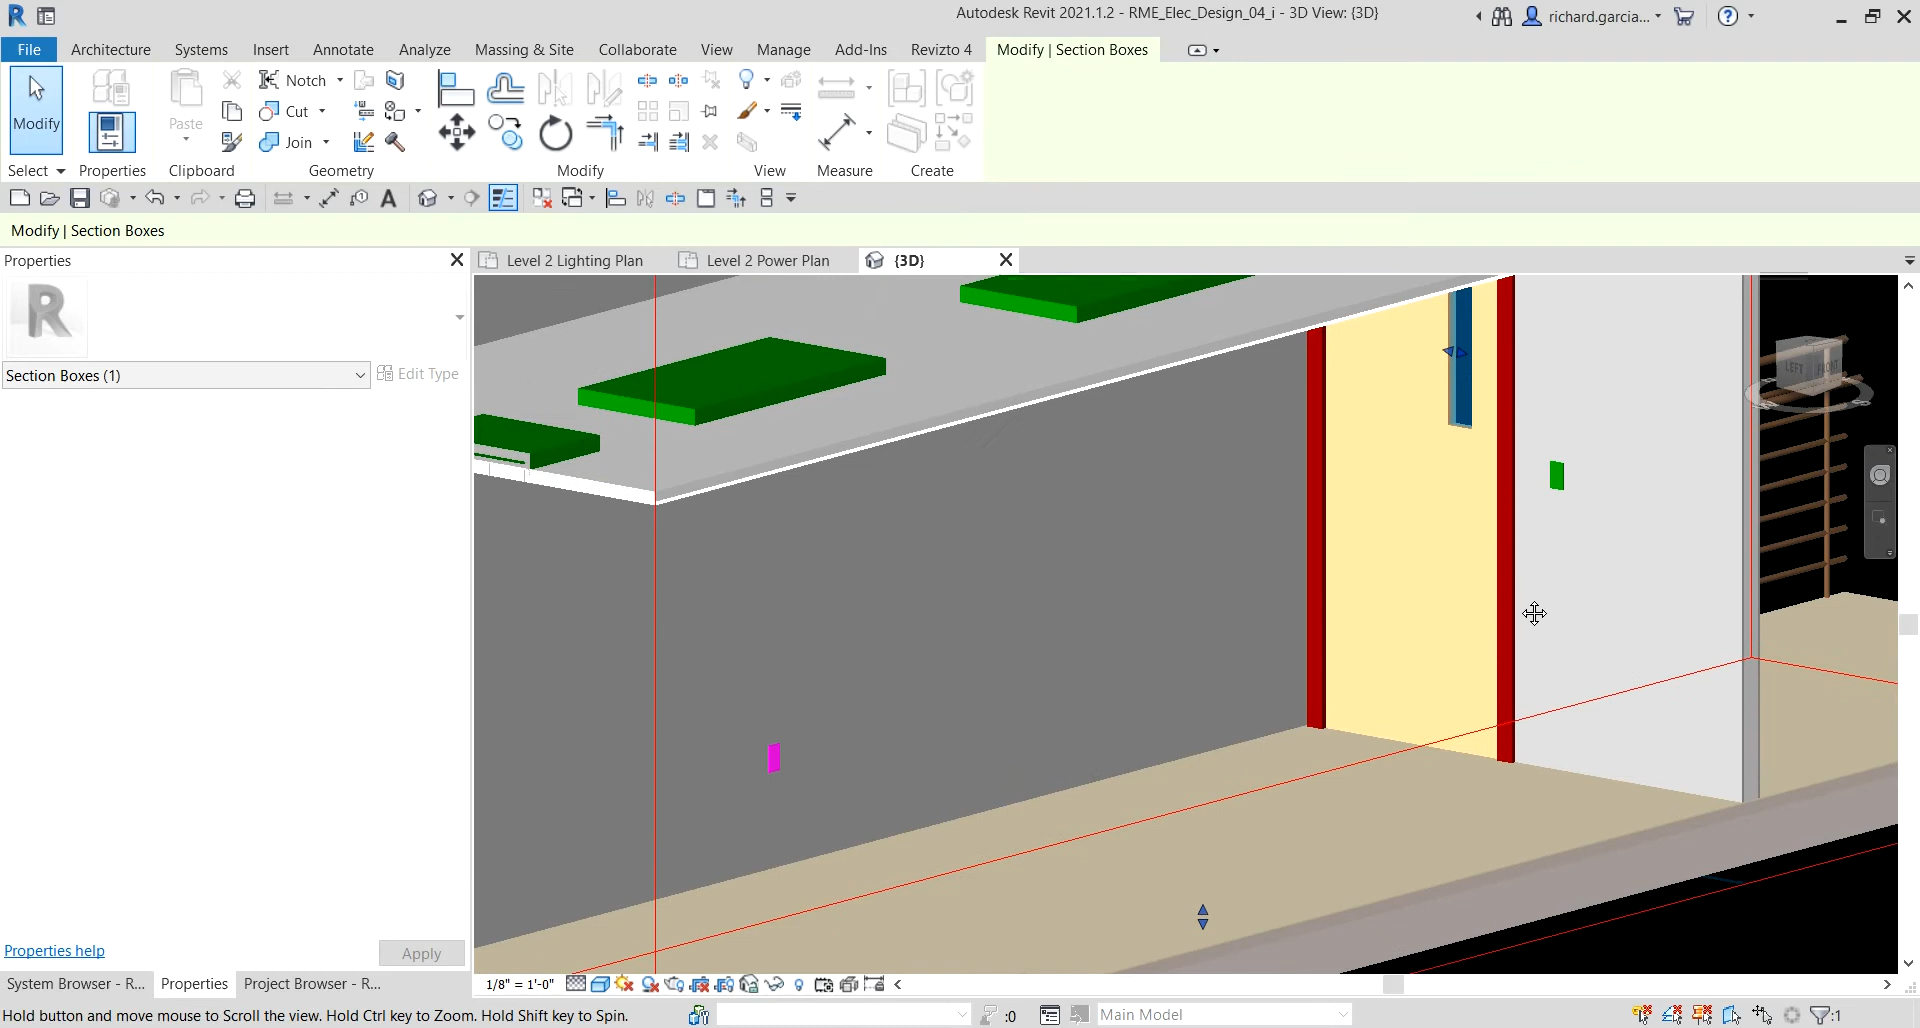 Autodesk Revit 2021.1.2 - RME_Elec_Design_04_i - 3D View: {3D}
richard.garcia...
File
Architecture
Systems
Insert
Annotate
Analyze
Massing & Site
Collaborate
View
Manage
Add-Ins
Revizto 4
Modify | Section Boxes
Modify
Paste
Notch
Cut
Join
Select
Properties
Clipboard
Geometry
Modify
View
Measure
Create
Modify | Section Boxes
Properties
Level 2 Lighting Plan
Level 2 Power Plan
{3D}
R
Section Boxes (1)
Edit Type
LEFT
FRONT
Properties help
Apply
System Browser - R...
Properties
Project Browser - R...
1/8" = 1'-0"
Hold button and move mouse to Scroll the view. Hold Ctrl key to Zoom. Hold Shift key to Spin.
:0
Main Model
:1